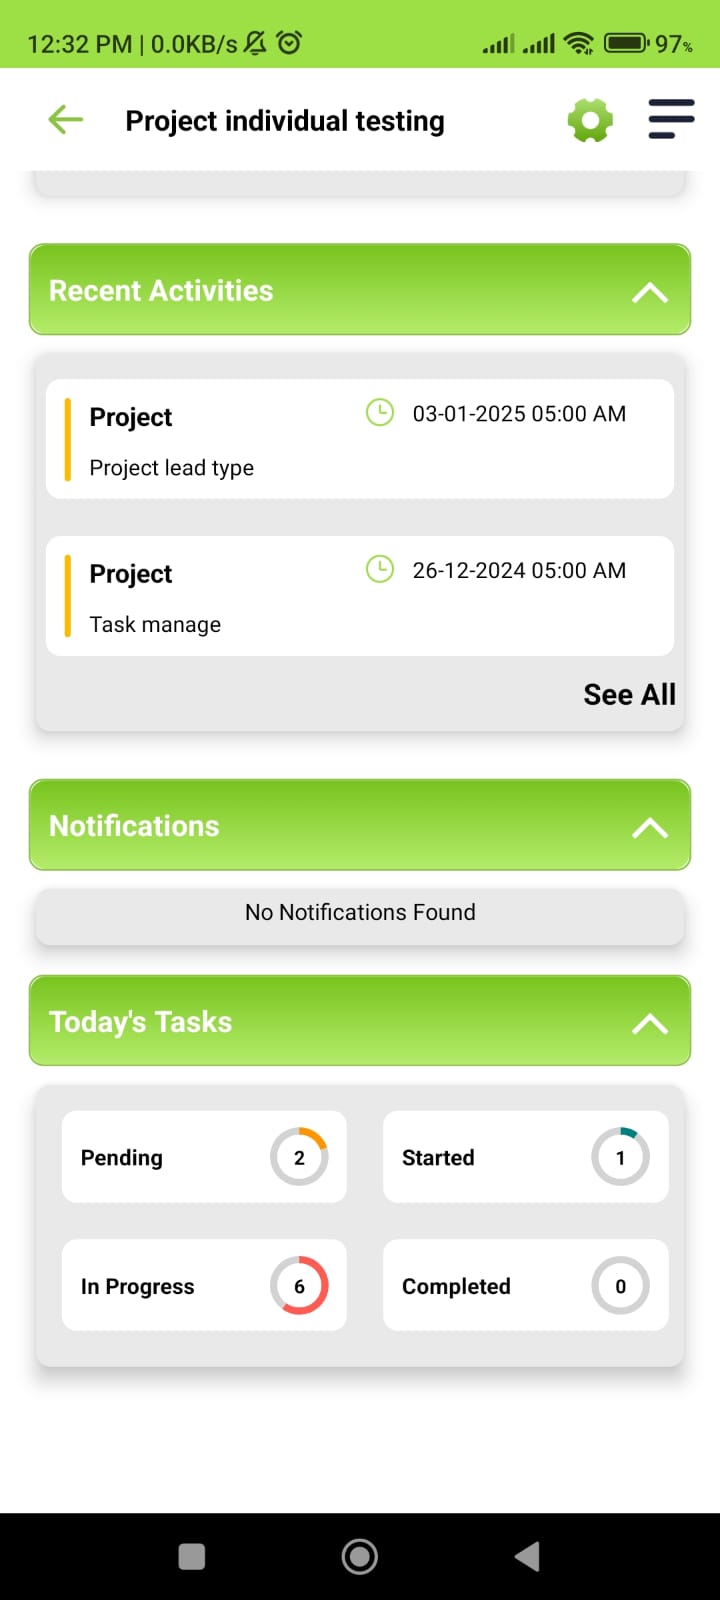 12:32 PM | 0.0KB/s 97%
Project individual testing
Recent Activities
Project 03-01-2025 05:00 AM
Project lead type
Project 26-12-2024 05:00 AM
Task manage
See All
Notifications
No Notifications Found
Today's Tasks
Pending 2 Started 1
In Progress 6 Completed 0